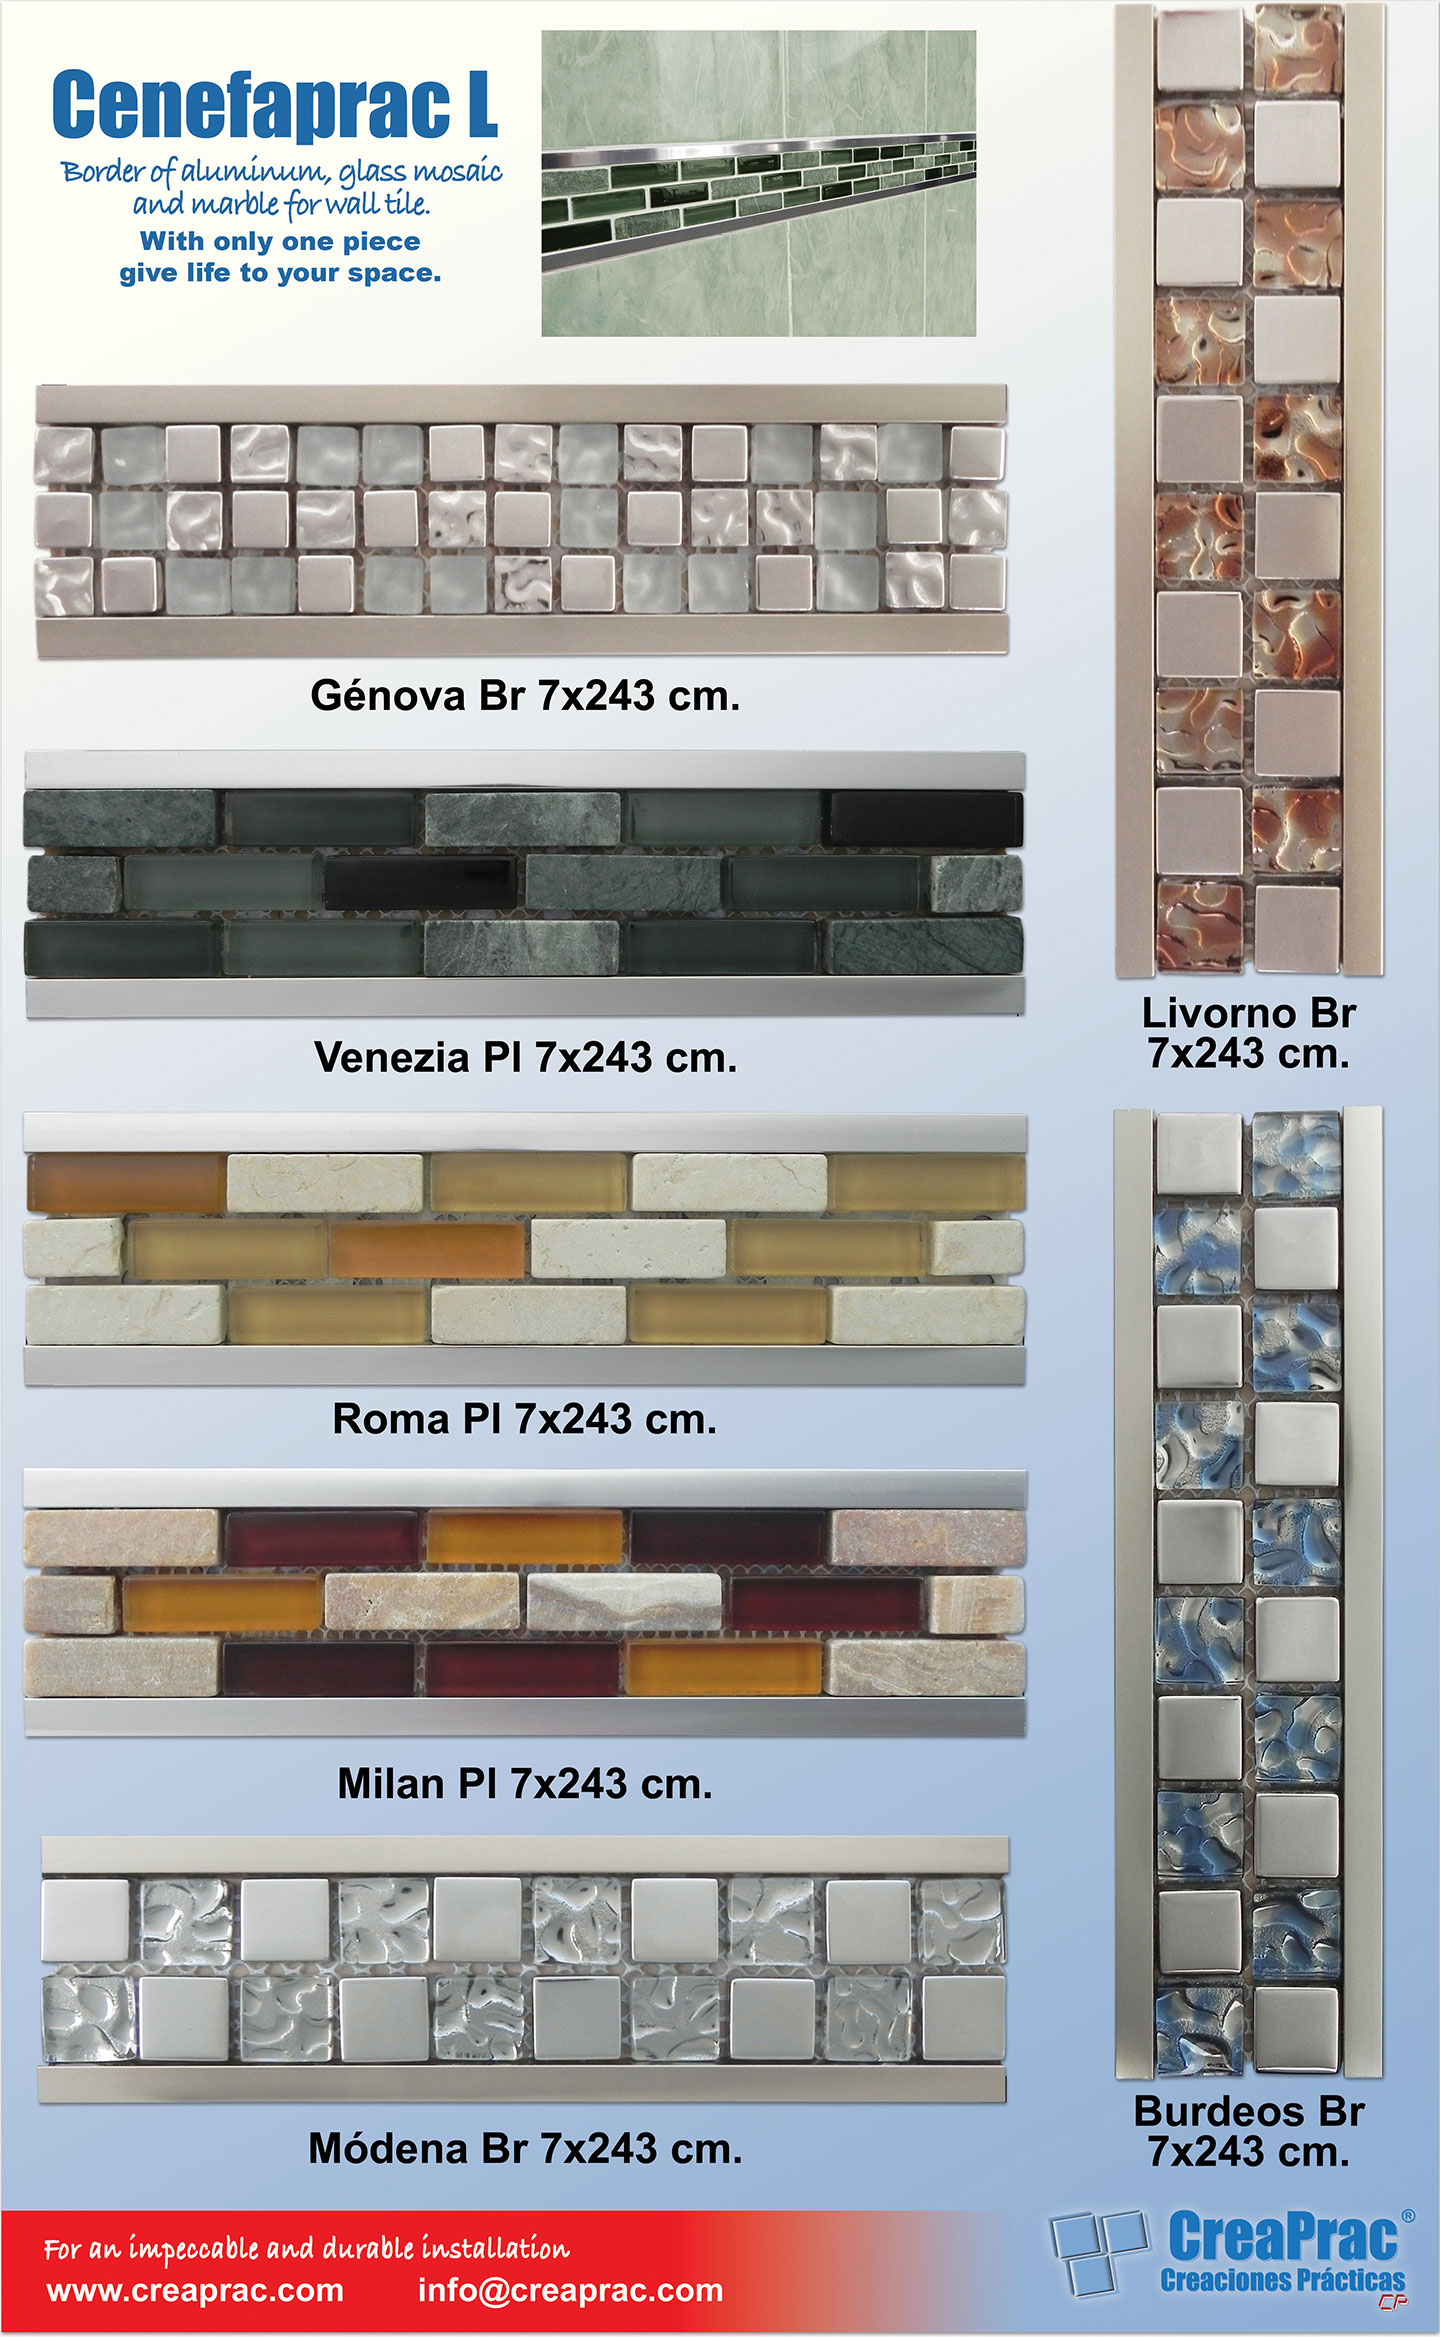 Cenefaprac L
Border of aluminum, glass mosaic
and marble for wall tile.
With only one piece
give life to your space.
Génova Br 7x243 cm.
Venezia Pl 7x243 cm.
Roma Pl 7x243 cm.
Milan Pl 7x243 cm.
Módena Br 7x243 cm.
Livorno Br
7x243 cm.
Burdeos Br
7x243 cm.
For an impeccable and durable installation
www.creaprac.com info@creaprac.com
CreaPrac®
Creaciones Prácticas
CP